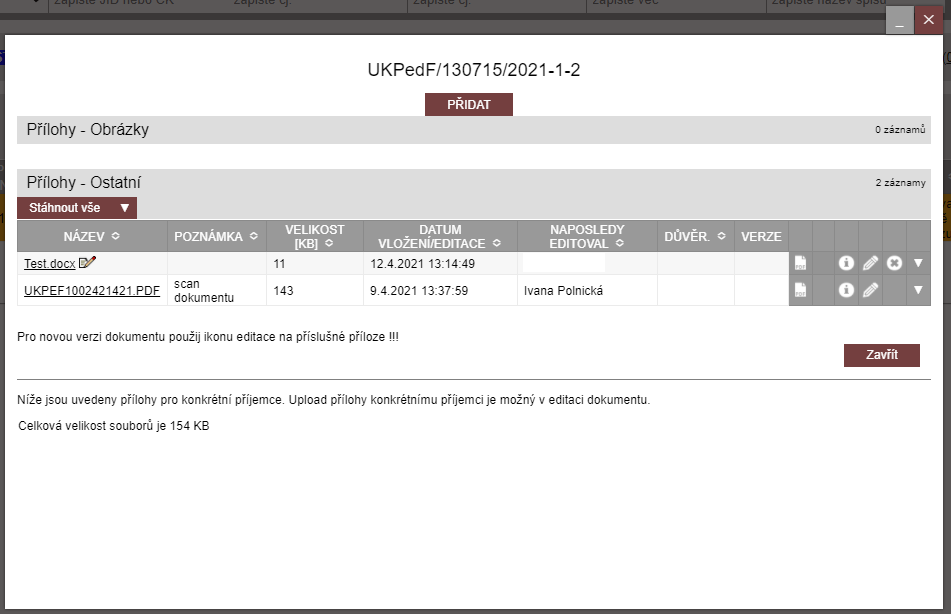 zapište JID nebo ČK zapište čj. zapište čj. zapište věc zapište název spisu
UKPedF/130715/2021-1-2
PŘIDAT
Přílohy - Obrázky 0 záznamů
Přílohy - Ostatní 2 záznamy
Stáhnout vše
NÁZEV POZNÁMKA VELIKOST [KB] DATUM VLOŽENÍ/EDITACE NAPOSLEDY EDITOVAL DŮVĚR. VERZE
Test.docx 11 12.4.2021 13:14:49
UKPEF1002421421.PDF scan dokumentu 143 9.4.2021 13:37:59 Ivana Polnická
Pro novou verzi dokumentu použij ikonu editace na příslušné příloze !!!
Zavřít
Níže jsou uvedeny přílohy pro konkrétní příjemce. Upload přílohy konkrétnímu příjemci je možný v editaci dokumentu.
Celková velikost souborů je 154 KB